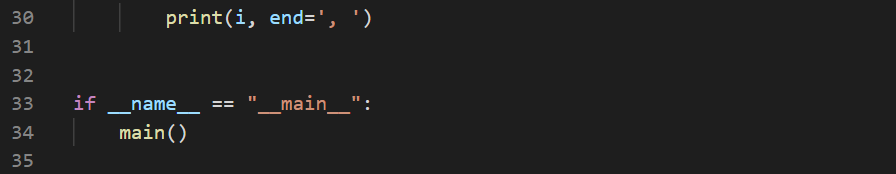 30            print(i, end=', ')
31
32
33    if __name__ == "__main__":
34        main()
35